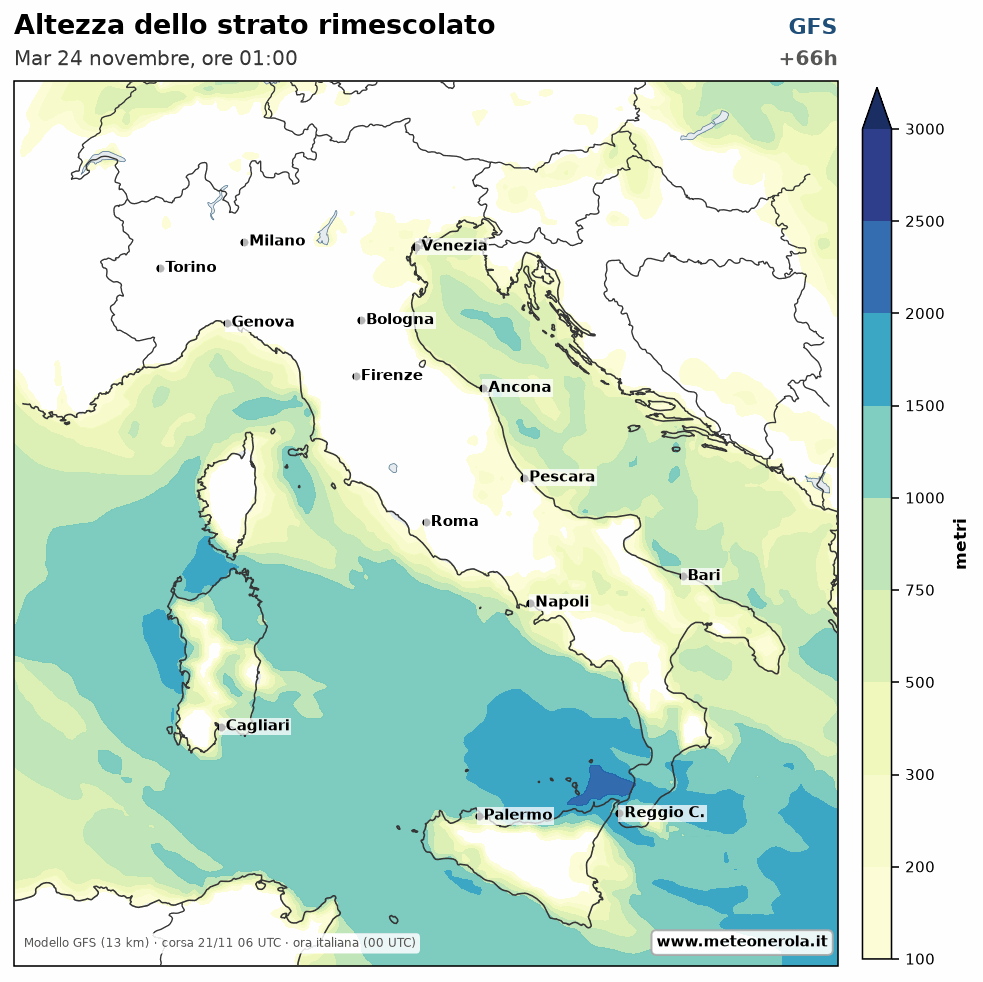 Altezza dello strato rimescolato
GFS
Mar 24 novembre, ore 01:00
+66h
3000
2500
2000
1500
1000
750
500
300
200
100
metri
Venezia
Milano
Torino
Genova
Bologna
Firenze
Ancona
Pescara
Roma
Bari
Napoli
Cagliari
Palermo
Reggio C.
Modello GFS (13 km) · corsa 21/11 06 UTC · ora italiana (00 UTC)
www.meteonerola.it